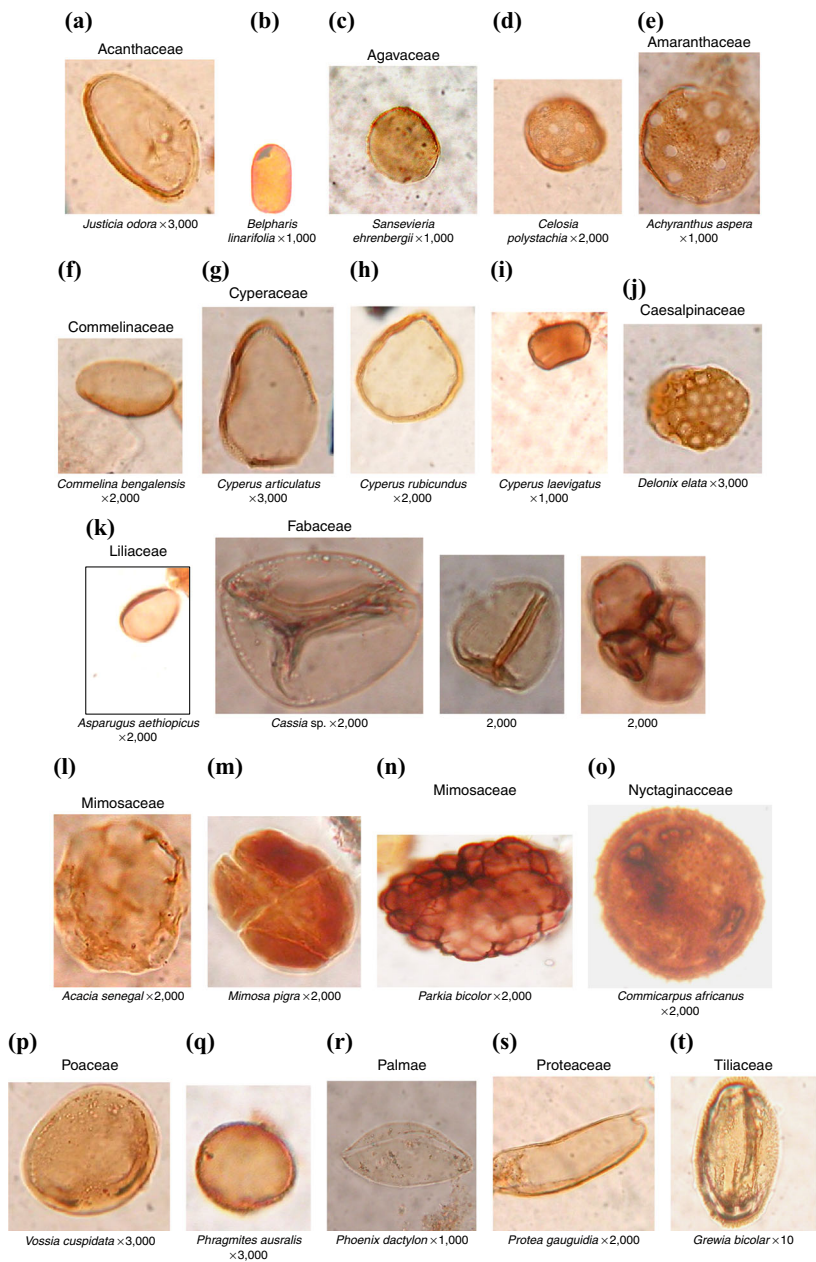 (a)
(b)
(c)
(d)
(e)
Acanthaceae
Agavaceae
Amaranthaceae
Justicia odora ×3,000
Belpharis
linarifolia ×1,000
Sansevieria
ehrenbergii ×1,000
Celosia
polystachia ×2,000
Achyranthus aspera
×1,000
(f)
(g)
(h)
(i)
(j)
Commelinaceae
Cyperaceae
Caesalpinaceae
Commelina bengalensis
×2,000
Cyperus articulatus
×3,000
Cyperus rubicundus
×2,000
Cyperus laevigatus
×1,000
Delonix elata ×3,000
(k)
Liliaceae
Fabaceae
Asparugus aethiopicus
×2,000
Cassia sp. ×2,000
2,000
2,000
(l)
(m)
(n)
(o)
Mimosaceae
Mimosaceae
Nyctaginacceae
Acacia senegal ×2,000
Mimosa pigra ×2,000
Parkia bicolor ×2,000
Commicarpus africanus
×2,000
(p)
(q)
(r)
(s)
(t)
Poaceae
Palmae
Proteaceae
Tiliaceae
Vossia cuspidata ×3,000
Phragmites ausralis
×3,000
Phoenix dactylon ×1,000
Protea gauguidia ×2,000
Grewia bicolar ×10